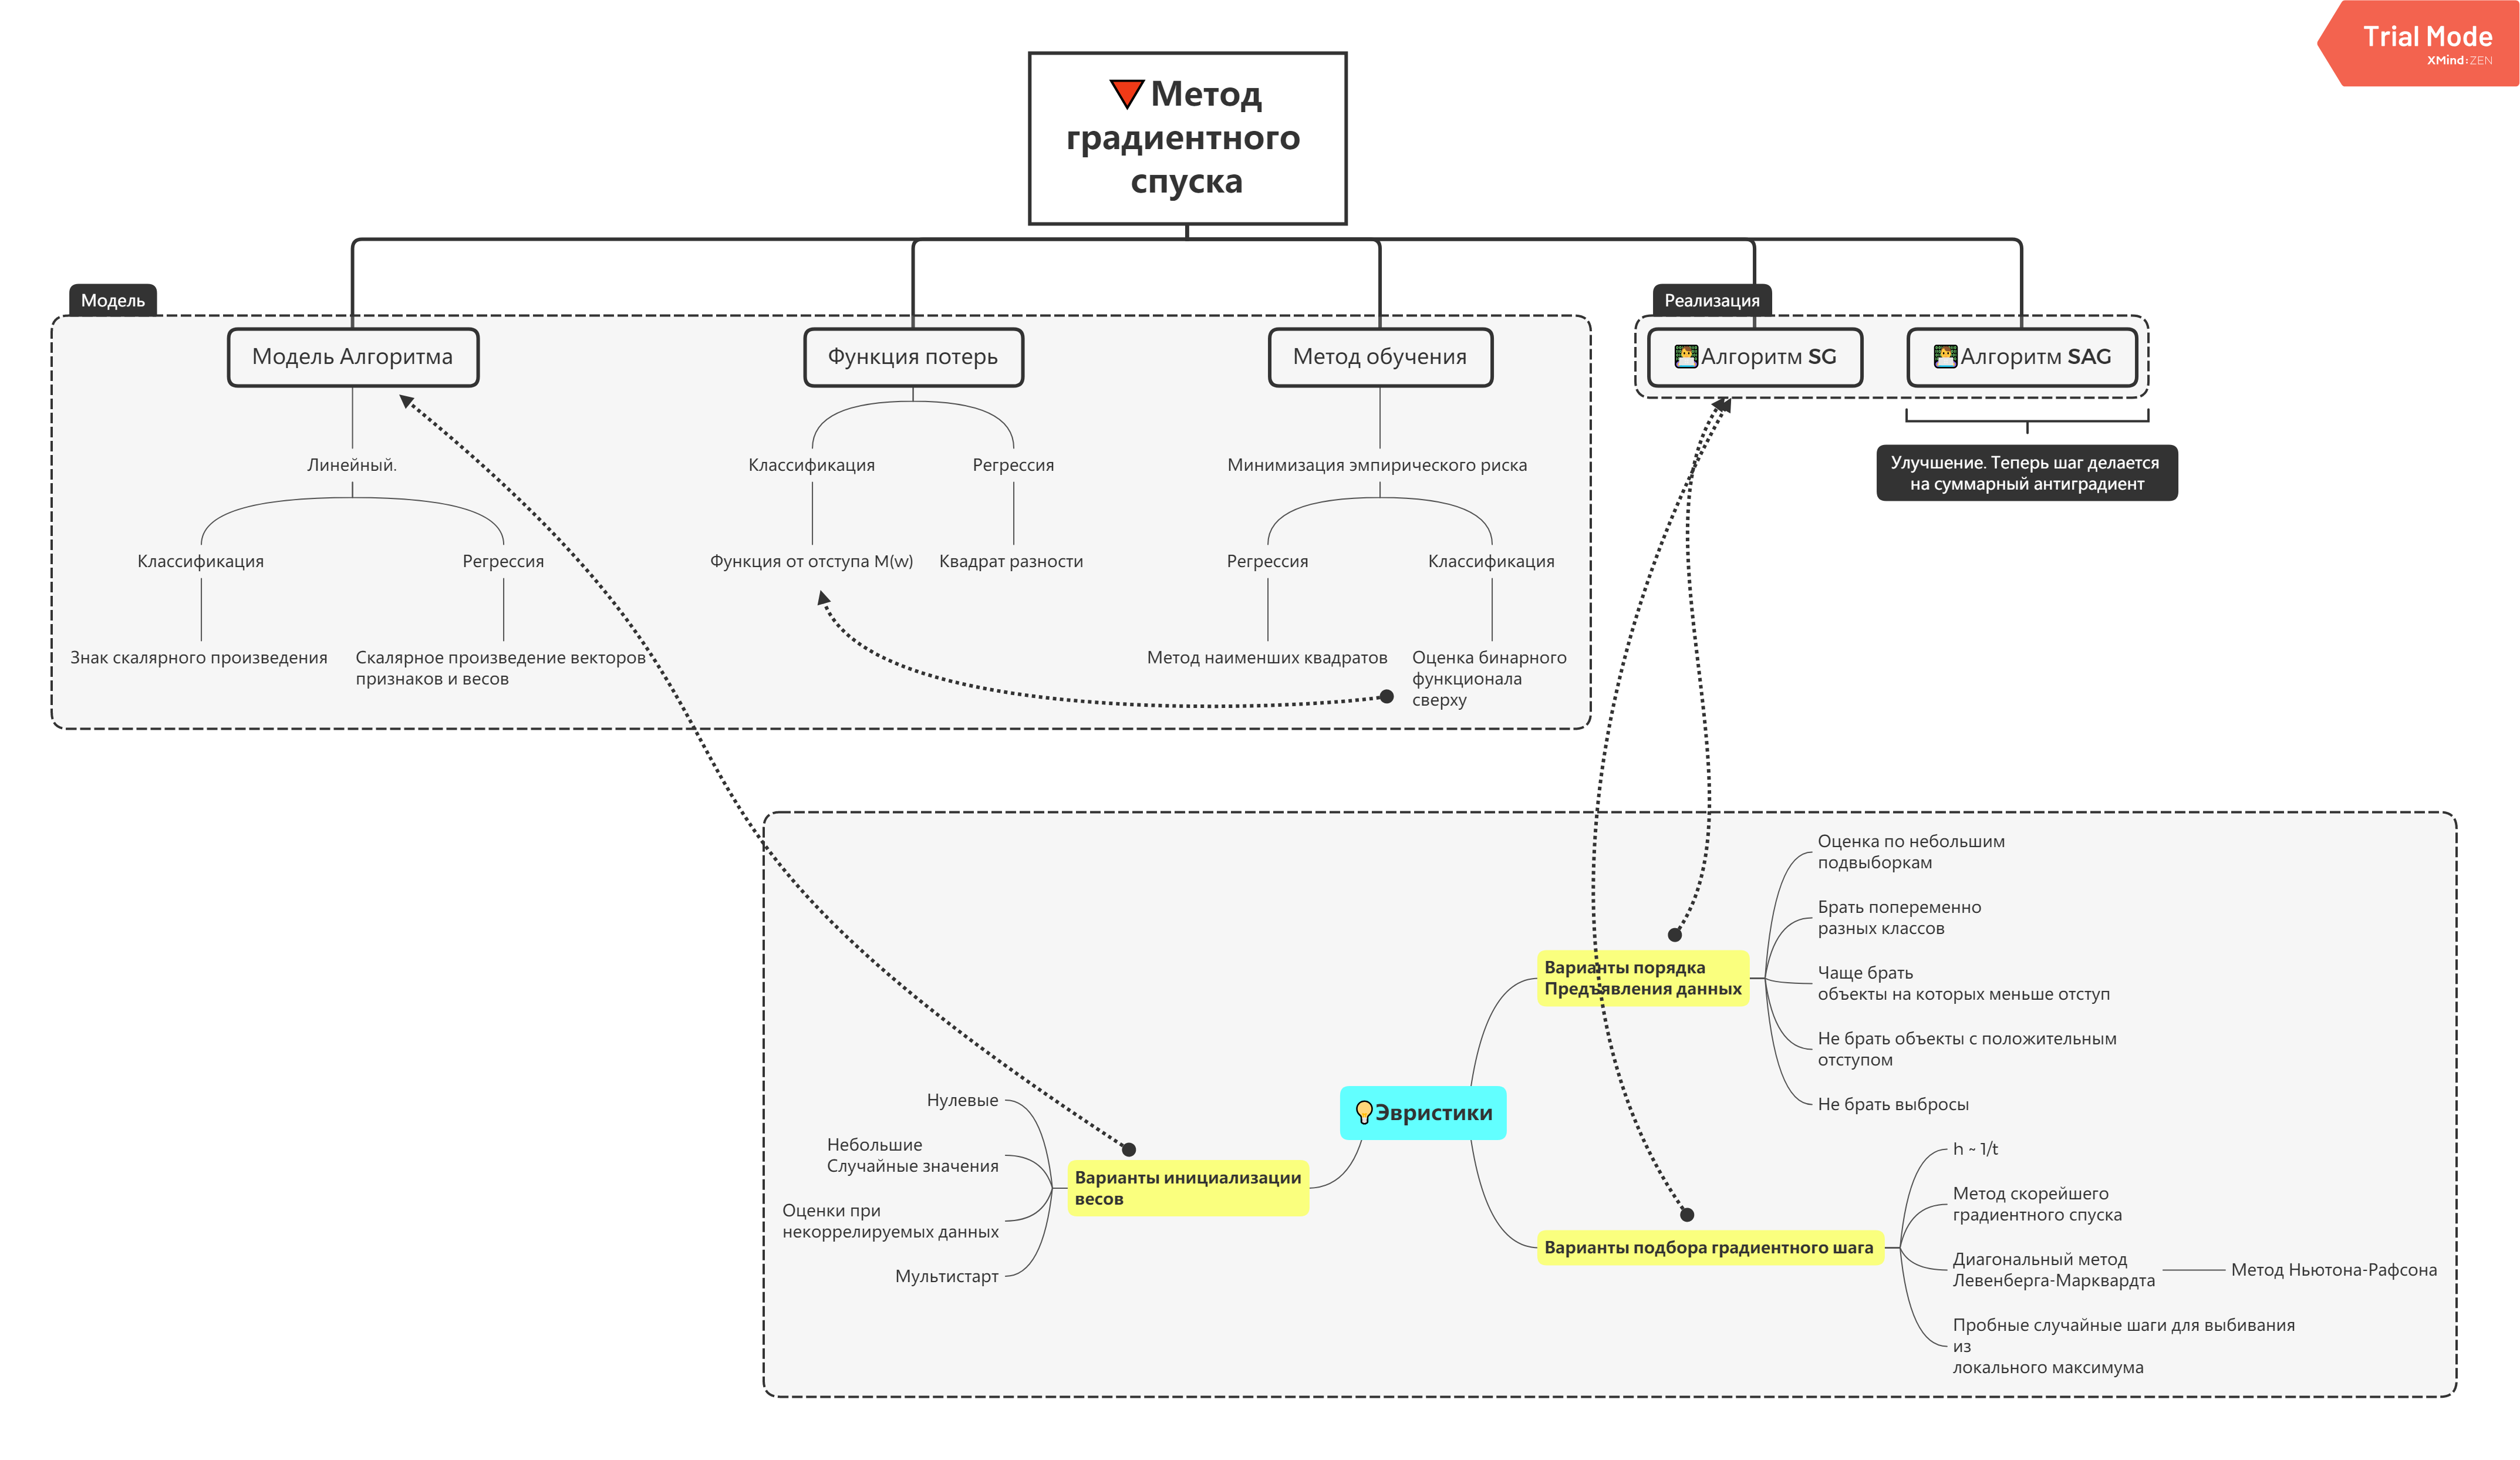 Trial Mode
XMind:ZEN
Метод
градиентного
спуска
Модель
Реализация
Модель Алгоритма
Функция потерь
Метод обучения
Алгоритм SG
Алгоритм SAG
Линейный.
Классификация
Регрессия
Минимизация эмпирического риска
Улучшение. Теперь шаг делается
на суммарный антиградиент
Классификация
Регрессия
Функция от отступа M(w)
Квадрат разности
Регрессия
Классификация
Знак скалярного произведения
Скалярное произведение векторов
признаков и весов
Метод наименших квадратов
Оценка бинарного
функционала
сверху
Оценка по небольшим
подвыборкам
Брать попеременно
разных классов
Варианты порядка
Предъявления данных
Чаще брать
объекты на которых меньше отступ
Не брать объекты с положительным
отступом
Не брать выбросы
Эвристики
Нулевые
Небольшие
Случайные значения
Варианты инициализации
весов
Оценки при
некоррелируемых данных
Мультистарт
h ~ 1/t
Метод скорейшего
градиентного спуска
Варианты подбора градиентного шага
Диагональный метод
Левенберга-Марквардта
Метод Ньютона-Рафсона
Пробные случайные шаги для выбивания
из
локального максимума